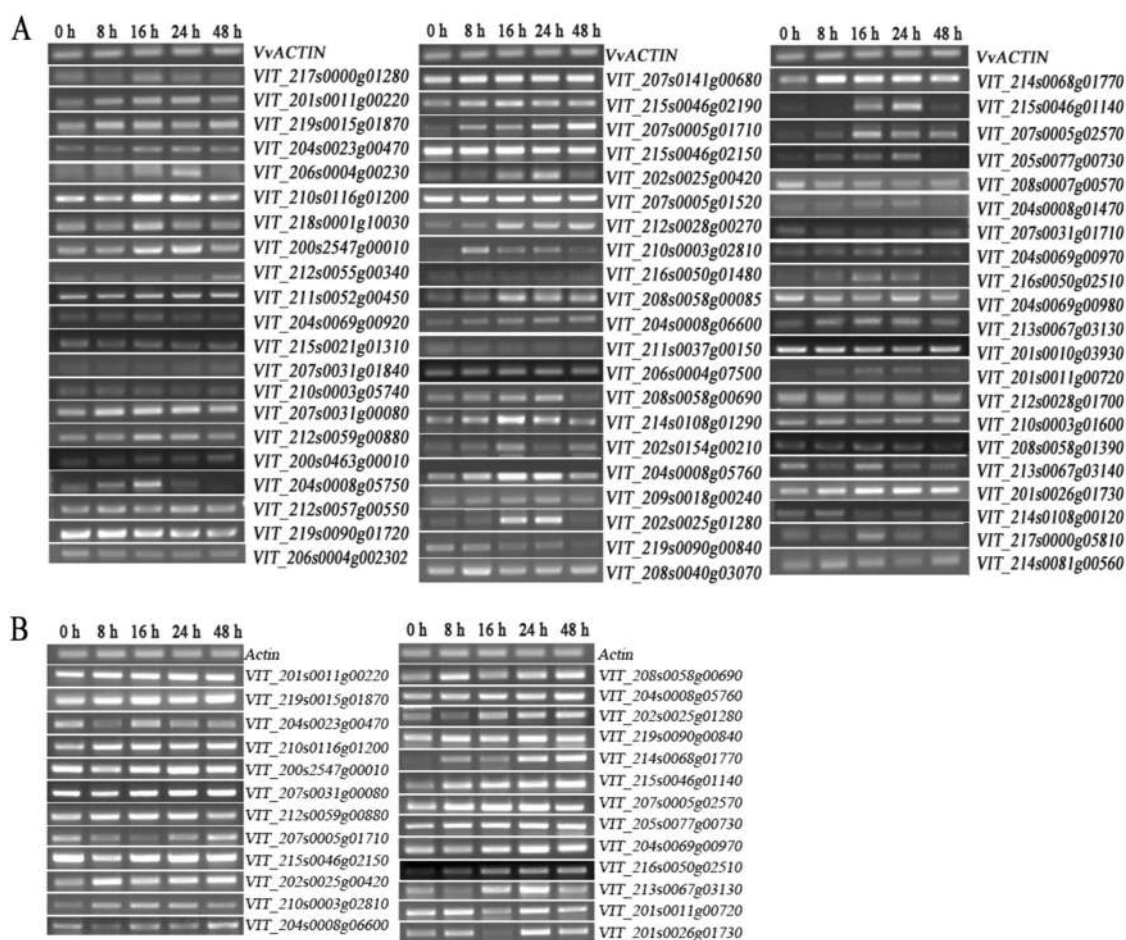 A
0 h 8 h 16 h 24 h 48 h
VvACTIN
VIT_217s0000g01280
VIT_201s0011g00220
VIT_219s0015g01870
VIT_204s0023g00470
VIT_206s0004g00230
VIT_210s0116g01200
VIT_218s0001g10030
VIT_200s2547g00010
VIT_212s0055g00340
VIT_211s0052g00450
VIT_204s0069g00920
VIT_215s0021g01310
VIT_207s0031g01840
VIT_210s0003g05740
VIT_207s0031g00080
VIT_212s0059g00880
VIT_200s0463g00010
VIT_204s0008g05750
VIT_212s0057g00550
VIT_219s0090g01720
VIT_206s0004g002302
0 h 8 h 16 h 24 h 48 h
VvACTIN
VIT_207s0141g00680
VIT_215s0046g02190
VIT_207s0005g01710
VIT_215s0046g02150
VIT_202s0025g00420
VIT_207s0005g01520
VIT_212s0028g00270
VIT_210s0003g02810
VIT_216s0050g01480
VIT_208s0058g00085
VIT_204s0008g06600
VIT_211s0037g00150
VIT_206s0004g07500
VIT_208s0058g00690
VIT_214s0108g01290
VIT_202s0154g00210
VIT_204s0008g05760
VIT_209s0018g00240
VIT_202s0025g01280
VIT_219s0090g00840
VIT_208s0040g03070
0 h 8 h 16 h 24 h 48 h
VvACTIN
VIT_214s0068g01770
VIT_215s0046g01140
VIT_207s0005g02570
VIT_205s0077g00730
VIT_208s0007g00570
VIT_204s0008g01470
VIT_207s0031g01710
VIT_204s0069g00970
VIT_216s0050g02510
VIT_204s0069g00980
VIT_213s0067g03130
VIT_201s0010g03930
VIT_201s0011g00720
VIT_212s0028g01700
VIT_210s0003g01600
VIT_208s0058g01390
VIT_213s0067g03140
VIT_201s0026g01730
VIT_214s0108g00120
VIT_217s0000g05810
VIT_214s0081g00560
B
0 h 8 h 16 h 24 h 48 h
Actin
VIT_201s0011g00220
VIT_219s0015g01870
VIT_204s0023g00470
VIT_210s0116g01200
VIT_200s2547g00010
VIT_207s0031g00080
VIT_212s0059g00880
VIT_207s0005g01710
VIT_215s0046g02150
VIT_202s0025g00420
VIT_210s0003g02810
VIT_204s0008g06600
0 h 8 h 16 h 24 h 48 h
Actin
VIT_208s0058g00690
VIT_204s0008g05760
VIT_202s0025g01280
VIT_219s0090g00840
VIT_214s0068g01770
VIT_215s0046g01140
VIT_207s0005g02570
VIT_205s0077g00730
VIT_204s0069g00970
VIT_216s0050g02510
VIT_213s0067g03130
VIT_201s0011g00720
VIT_201s0026g01730